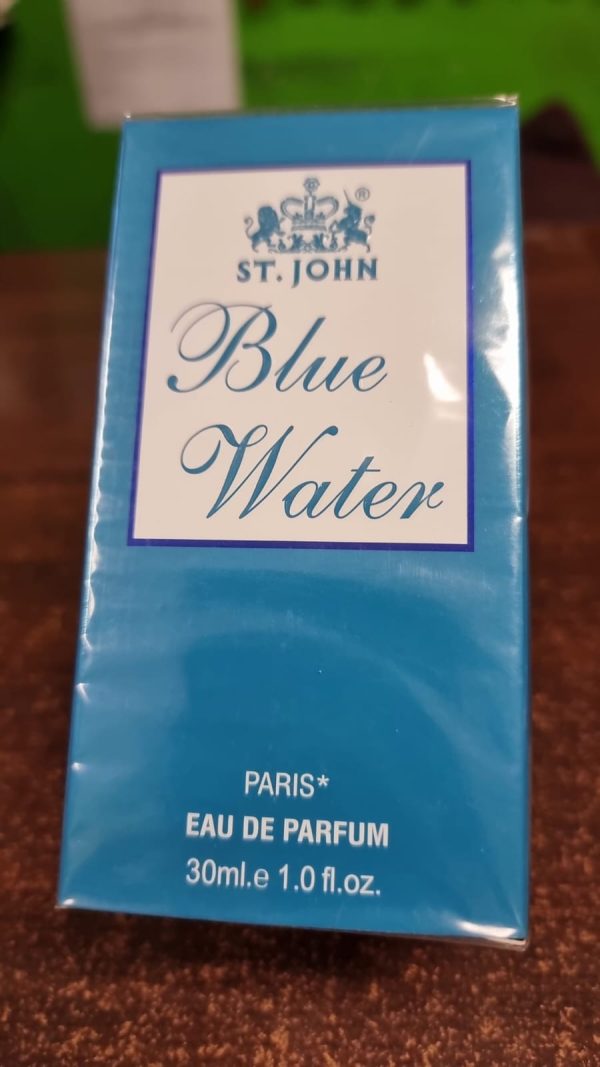 ®
ST. JOHN
Blue
Water
PARIS*
EAU DE PARFUM
30ml.e 1.0 fl.oz.